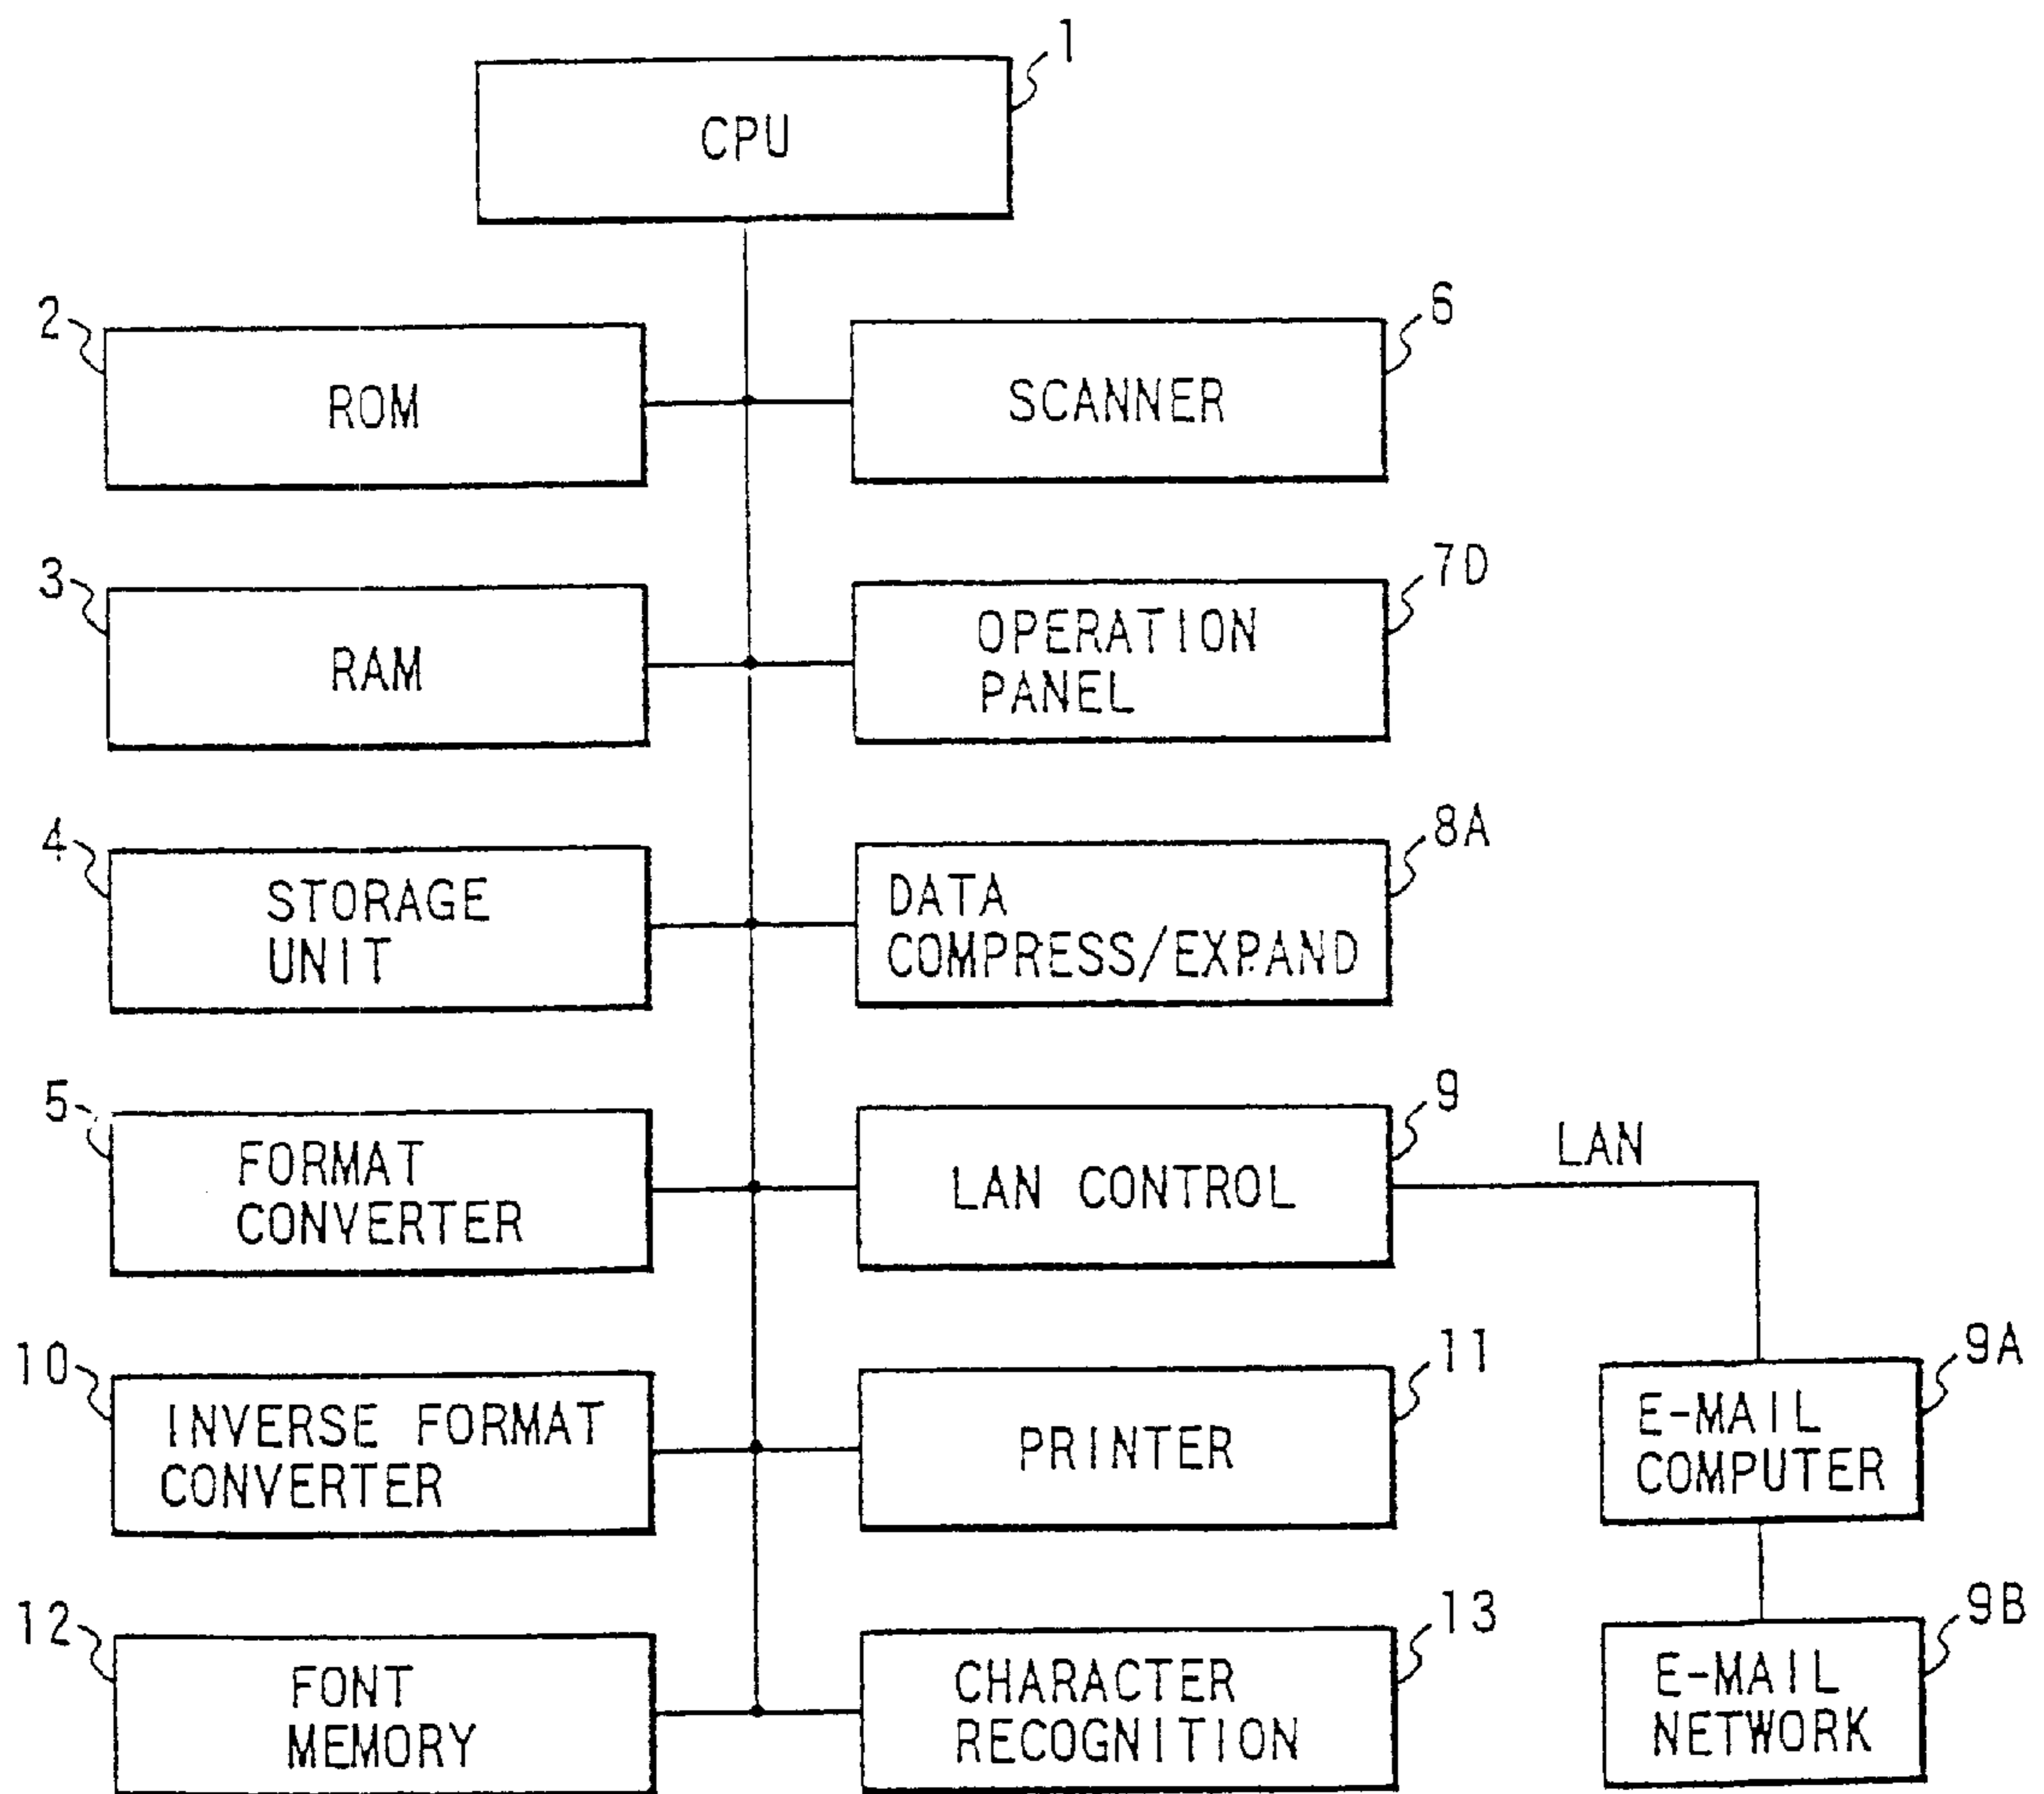 1
CPU
2
ROM
6
SCANNER
3
RAM
7D
OPERATION
PANEL
4
STORAGE
UNIT
8A
DATA
COMPRESS/EXPAND
5
FORMAT
CONVERTER
9
LAN CONTROL
LAN
10
INVERSE FORMAT
CONVERTER
11
PRINTER
9A
E-MAIL
COMPUTER
12
FONT
MEMORY
13
CHARACTER
RECOGNITION
9B
E-MAIL
NETWORK